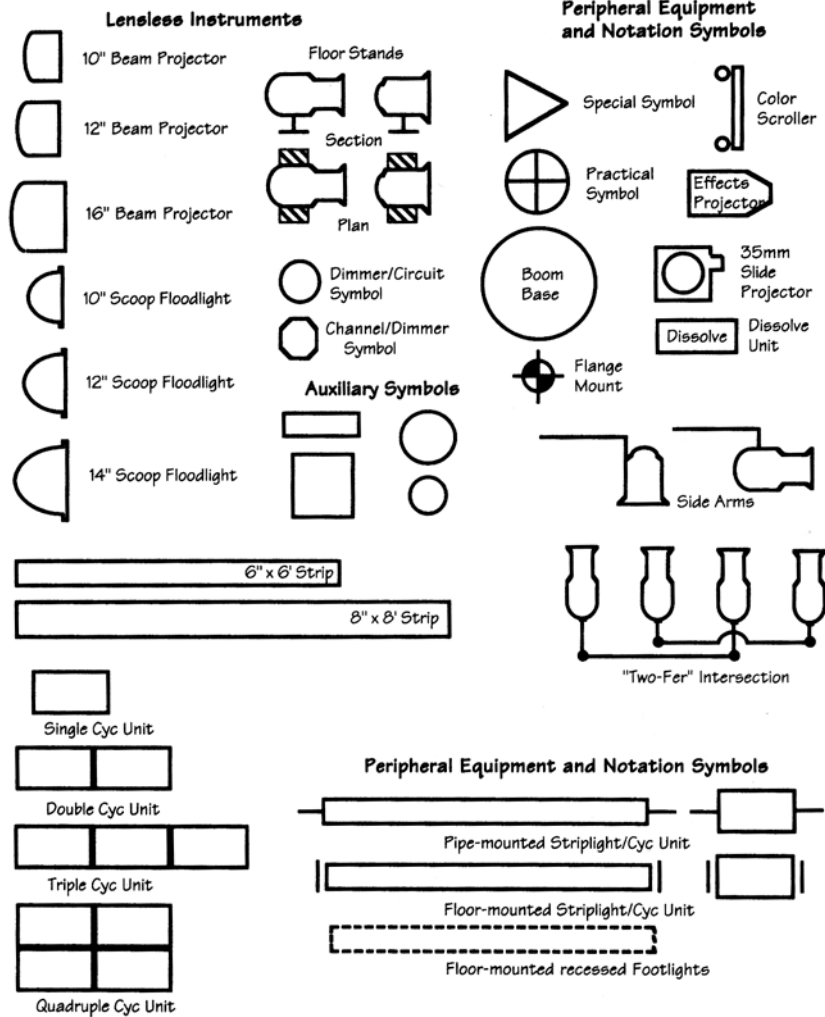 Lensless Instruments
10" Beam Projector
12" Beam Projector
16" Beam Projector
10" Scoop Floodlight
12" Scoop Floodlight
14" Scoop Floodlight
Floor Stands
Section
Plan
Dimmer/Circuit
Symbol
Channel/Dimmer
Symbol
Auxiliary Symbols
Peripheral Equipment
and Notation Symbols
Special Symbol
Color
Scroller
Practical
Symbol
Effects
Projector
Boom
Base
35mm
Slide
Projector
Dissolve
Dissolve
Unit
Flange
Mount
Side Arms
6" x 6' Strip
8" x 8' Strip
"Two-Fer" Intersection
Single Cyc Unit
Double Cyc Unit
Triple Cyc Unit
Quadruple Cyc Unit
Peripheral Equipment and Notation Symbols
Pipe-mounted Striplight/Cyc Unit
Floor-mounted Striplight/Cyc Unit
Floor-mounted recessed Footlights